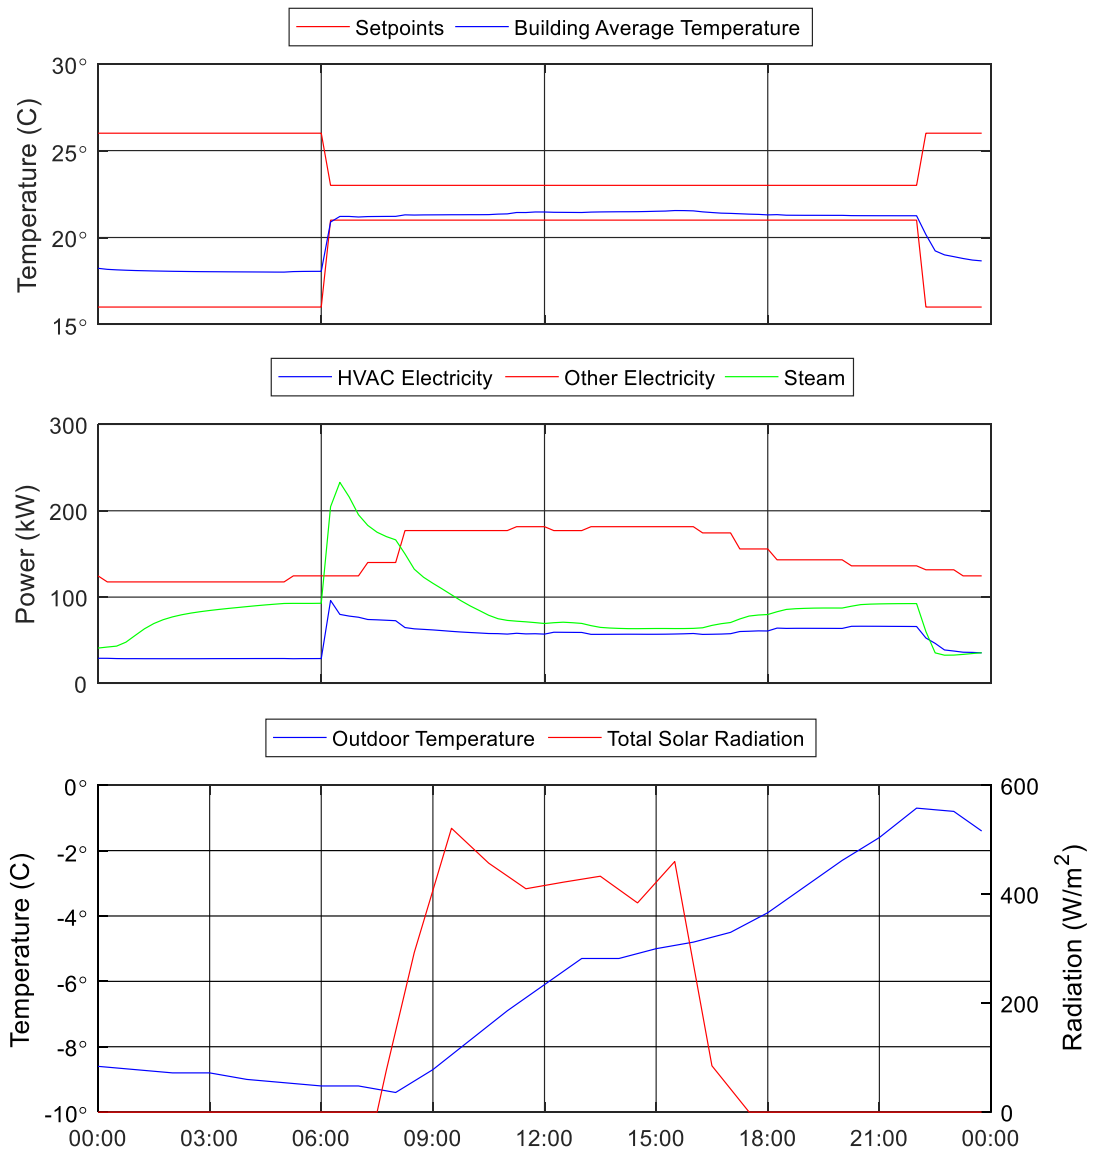 Setpoints Building Average Temperature
30°
25°
20°
15°
Temperature (C)
HVAC Electricity Other Electricity Steam
300
200
100
0
Power (kW)
Outdoor Temperature Total Solar Radiation
0°
-2°
-4°
-6°
-8°
-10°
Temperature (C)
600
400
200
0
Radiation (W/m²)
00:00 03:00 06:00 09:00 12:00 15:00 18:00 21:00 00:00